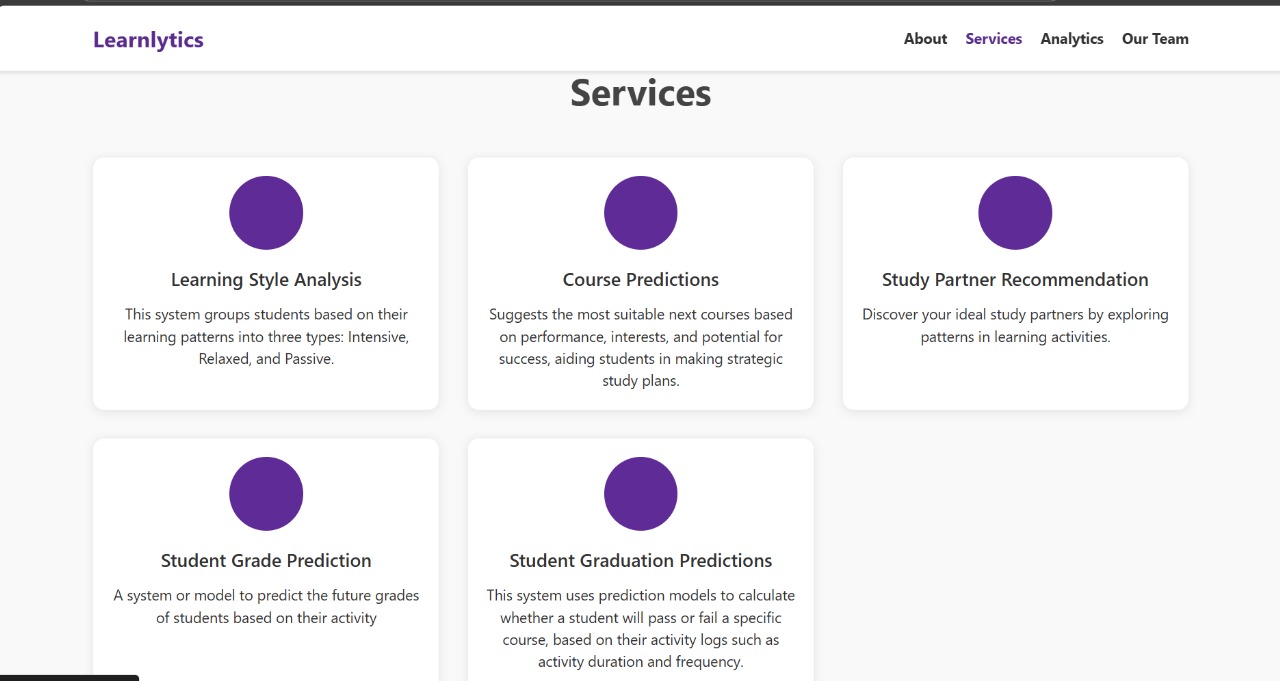 Learnlytics
About Services Analytics Our Team
Services
Learning Style Analysis
This system groups students based on their
learning patterns into three types: Intensive,
Relaxed, and Passive.
Course Predictions
Suggests the most suitable next courses based
on performance, interests, and potential for
success, aiding students in making strategic
study plans.
Study Partner Recommendation
Discover your ideal study partners by exploring
patterns in learning activities.
Student Grade Prediction
A system or model to predict the future grades
of students based on their activity
Student Graduation Predictions
This system uses prediction models to calculate
whether a student will pass or fail a specific
course, based on their activity logs such as
activity duration and frequency.